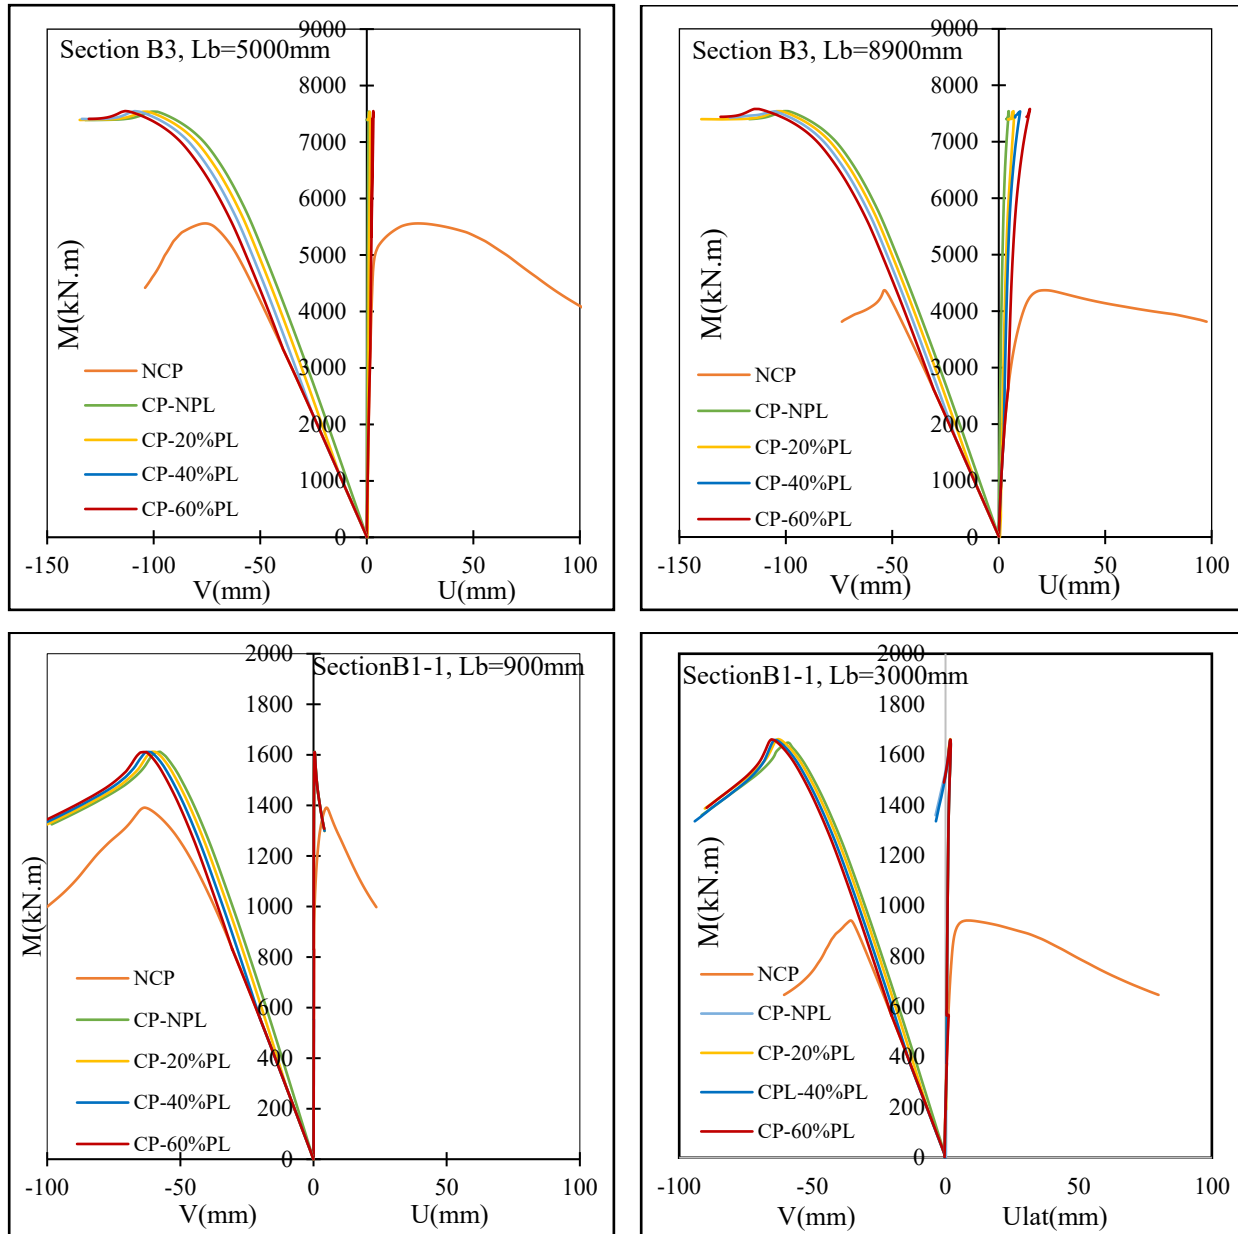 Section B3, Lb=5000mm
9000
8000
7000
6000
5000
4000
3000
2000
1000
0
M(kN.m)
NCP
CP-NPL
CP-20%PL
CP-40%PL
CP-60%PL
-150 -100 -50 0 50 100
V(mm) U(mm)
Section B3, Lb=8900mm
9000
8000
7000
6000
5000
4000
3000
2000
1000
0
M(kN.m)
NCP
CP-NPL
CP-20%PL
CP-40%PL
CP-60%PL
-150 -100 -50 0 50 100
V(mm) U(mm)
SectionB1-1, Lb=900mm
2000
1800
1600
1400
1200
1000
800
600
400
200
0
M(kN.m)
NCP
CP-NPL
CP-20%PL
CP-40%PL
CP-60%PL
-100 -50 0 50 100
V(mm) U(mm)
SectionB1-1, Lb=3000mm
2000
1800
1600
1400
1200
1000
800
600
400
200
0
M(kN.m)
NCP
CP-NPL
CP-20%PL
CPL-40%PL
CP-60%PL
-100 -50 0 50 100
V(mm) Ulat(mm)